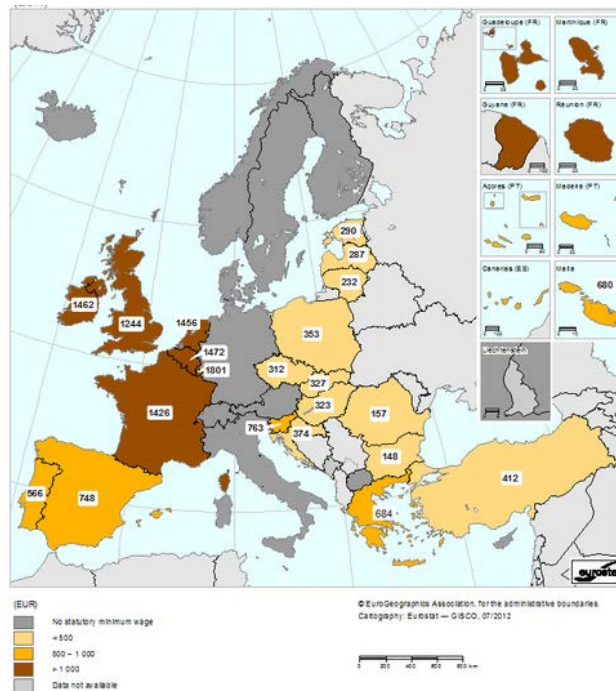 Guadeloupe (FR)
Martinique (FR)
Guyane (FR)
Réunion (FR)
Açores (PT)
Madeira (PT)
Canarias (ES)
Malta
680
Liechtenstein
290
287
232
1462
1244
1456
1472
1801
353
312
327
323
1426
763
374
157
148
566
748
684
412
eurostat
(EUR)
No statutory minimum wage
< 500
500 – 1 000
> 1 000
Data not available
© EuroGeographics Association, for the administrative boundaries
Cartography: Eurostat — GISCO, 07/2012